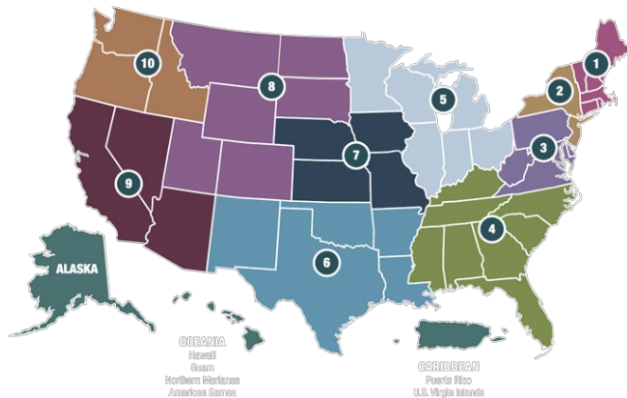 10
8
5
1
2
3
7
9
4
6
ALASKA
OCEANIA
Hawaii
Guam
Northern Marianas
American Samoa
CARIBBEAN
Puerto Rico
U.S. Virgin Islands